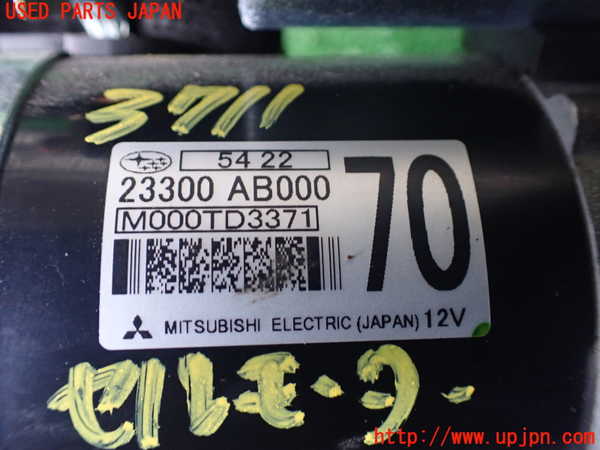 USED PARTS JAPAN
3711
54 22
23300 AB000
70
M000TD3371
MITSUBISHI ELECTRIC (JAPAN) 12V
セルモータ
http://www.upjpn.com/